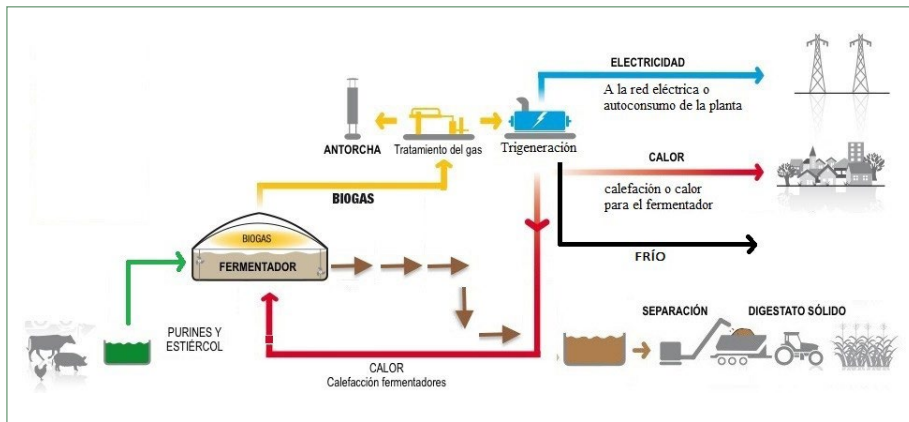 ELECTRICIDAD
A la red eléctrica o
autoconsumo de la planta
ANTORCHA
Tratamiento del gas
Trigeneración
CALOR
calefación o calor
para el fermentador
BIOGAS
BIOGAS
FERMENTADOR
FRÍO
PURINES Y
ESTIÉRCOL
SEPARACIÓN
DIGESTATO SÓLIDO
CALOR
Calefacción fermentadores